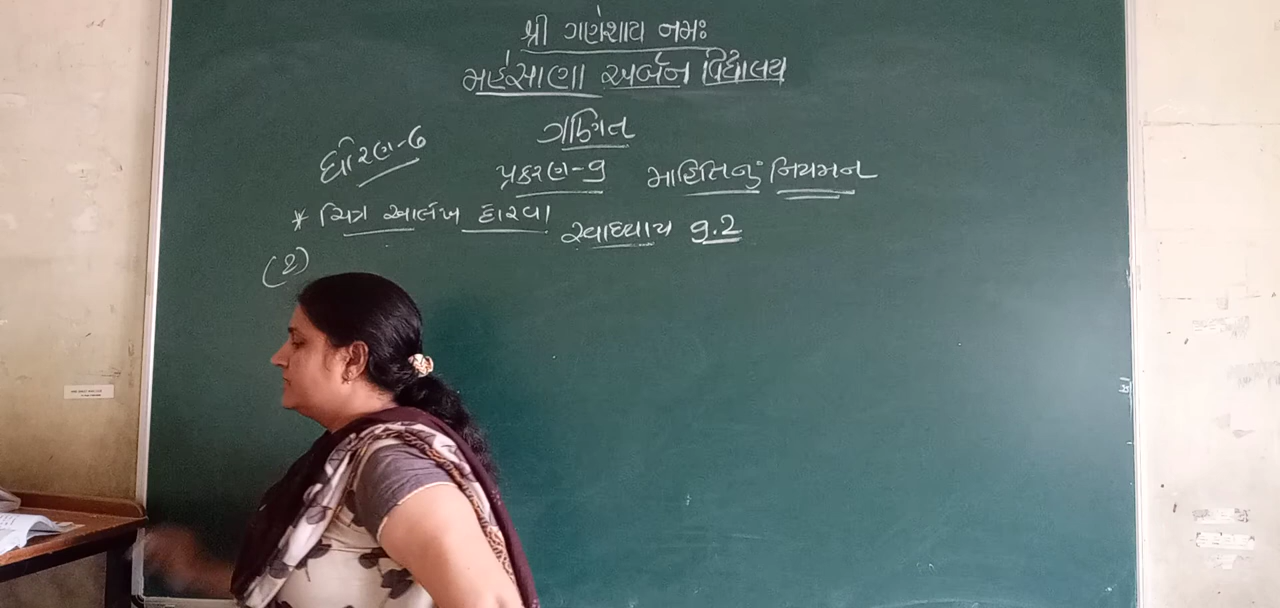 શ્રી ગણેશાય નમઃ
મહેસાણા અર્બન વિદ્યાલય
ગણિત
ધોરણ-6
પ્રકરણ-9 માહિતિનું નિયમન
* ચિત્ર આલેખ દોરવા
સ્વાધ્યાય 9.2
(2)